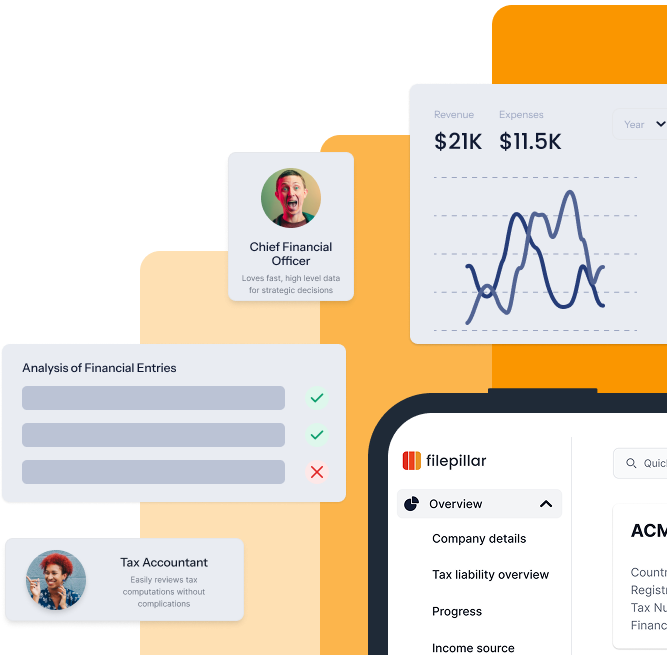 Revenue
Expenses
Year
$21K
$11.5K
Chief Financial
Officer
Loves fast, high level data
for strategic decisions
Analysis of Financial Entries
filepillar
Overview
Company details
Tax liability overview
Progress
Income source
Tax Accountant
Easily reviews tax
computations without
complications
Quic
ACM
Countr
Registr
Tax Nu
Financ